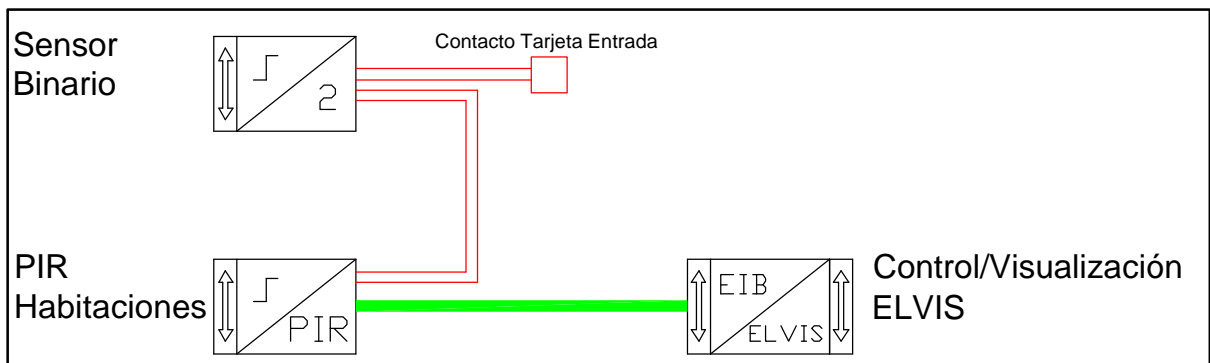 Sensor
Binario
2
Contacto Tarjeta Entrada
PIR
Habitaciones
PIR
EIB
ELVIS
Control/Visualización
ELVIS